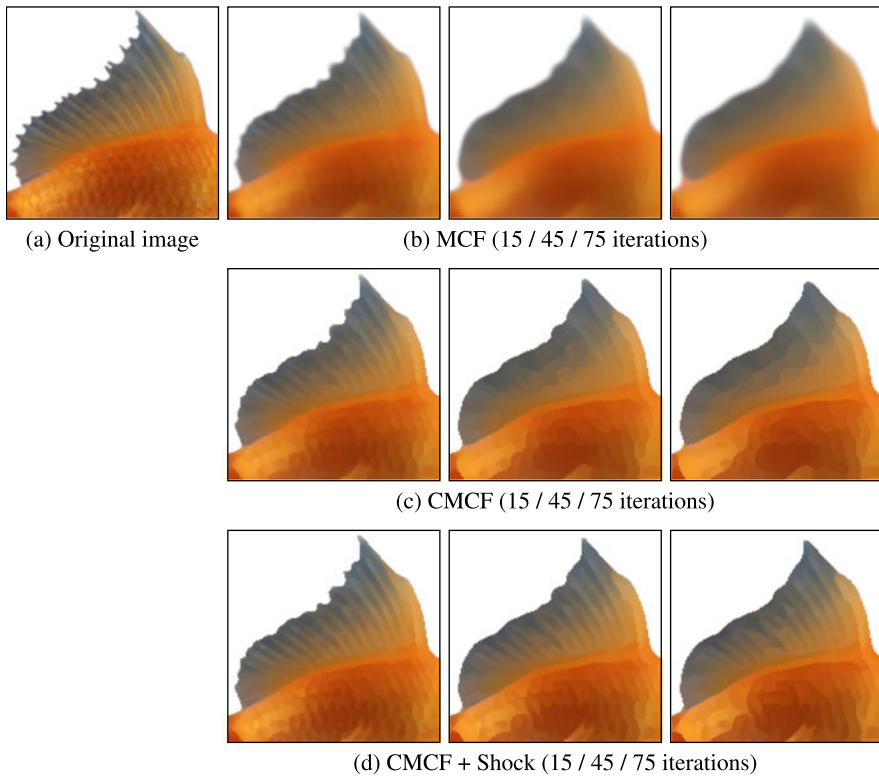 (a) Original image
(b) MCF (15 / 45 / 75 iterations)
(c) CMCF (15 / 45 / 75 iterations)
(d) CMCF + Shock (15 / 45 / 75 iterations)